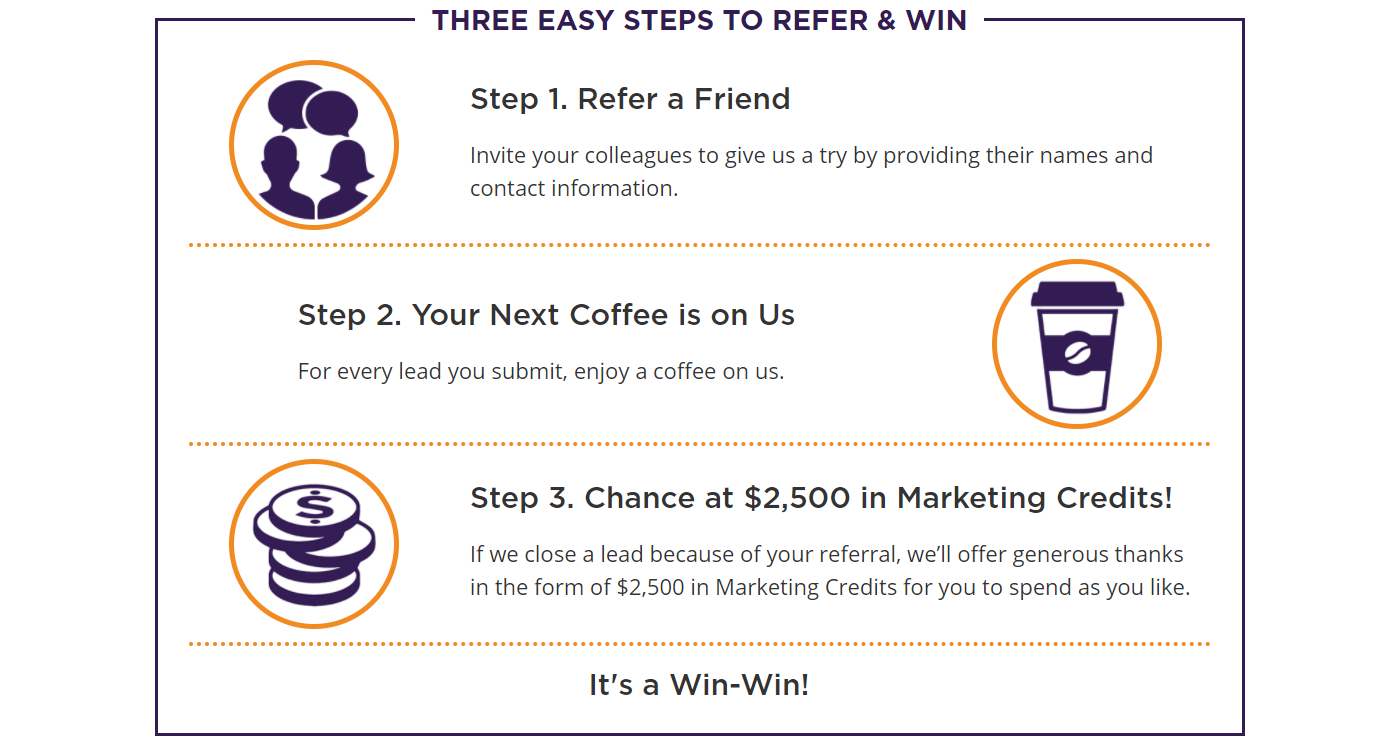 THREE EASY STEPS TO REFER & WIN
Step 1. Refer a Friend
Invite your colleagues to give us a try by providing their names and
contact information.
Step 2. Your Next Coffee is on Us
For every lead you submit, enjoy a coffee on us.
$
Step 3. Chance at $2,500 in Marketing Credits!
If we close a lead because of your referral, we’ll offer generous thanks
in the form of $2,500 in Marketing Credits for you to spend as you like.
It's a Win-Win!